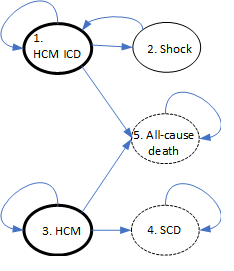 1.
HCM ICD
2. Shock
5. All-cause
death
3. HCM
4. SCD